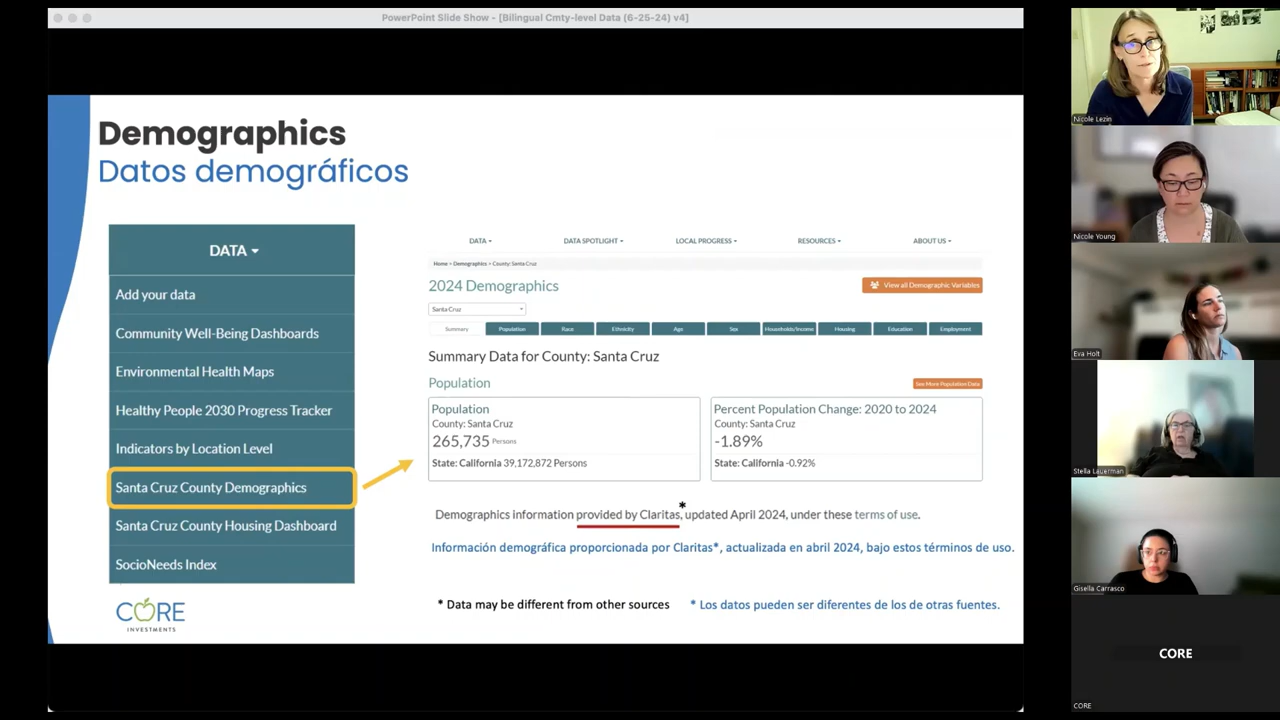 PowerPoint Slide Show - [Bilingual Cmty-level Data (6-25-24) v4]
Demographics
Datos demográficos
DATA
Add your data
Community Well-Being Dashboards
Environmental Health Maps
Healthy People 2030 Progress Tracker
Indicators by Location Level
Santa Cruz County Demographics
Santa Cruz County Housing Dashboard
SocioNeeds Index
CORE
INVESTMENTS
DATA DATA SPOTLIGHT LOCAL PROGRESS RESOURCES ABOUT US
Home > Demographics > County: Santa Cruz
2024 Demographics
View all Demographic Variables
Santa Cruz
Summary Population Race Ethnicity Age Sex Households/Income Housing Education Employment
Summary Data for County: Santa Cruz
Population
See More Population Data
Population
County: Santa Cruz
265,735 Persons
State: California 39,172,872 Persons
Percent Population Change: 2020 to 2024
County: Santa Cruz
-1.89%
State: California -0.92%
Demographics information provided by Claritas,* updated April 2024, under these terms of use.
Información demográfica proporcionada por Claritas*, actualizada en abril 2024, bajo estos términos de uso.
* Data may be different from other sources
* Los datos pueden ser diferentes de los de otras fuentes.
Nicole Lezin
Nicole Young
Eva Holt
Stella Lauerman
Gisella Carrasco
CORE
CORE